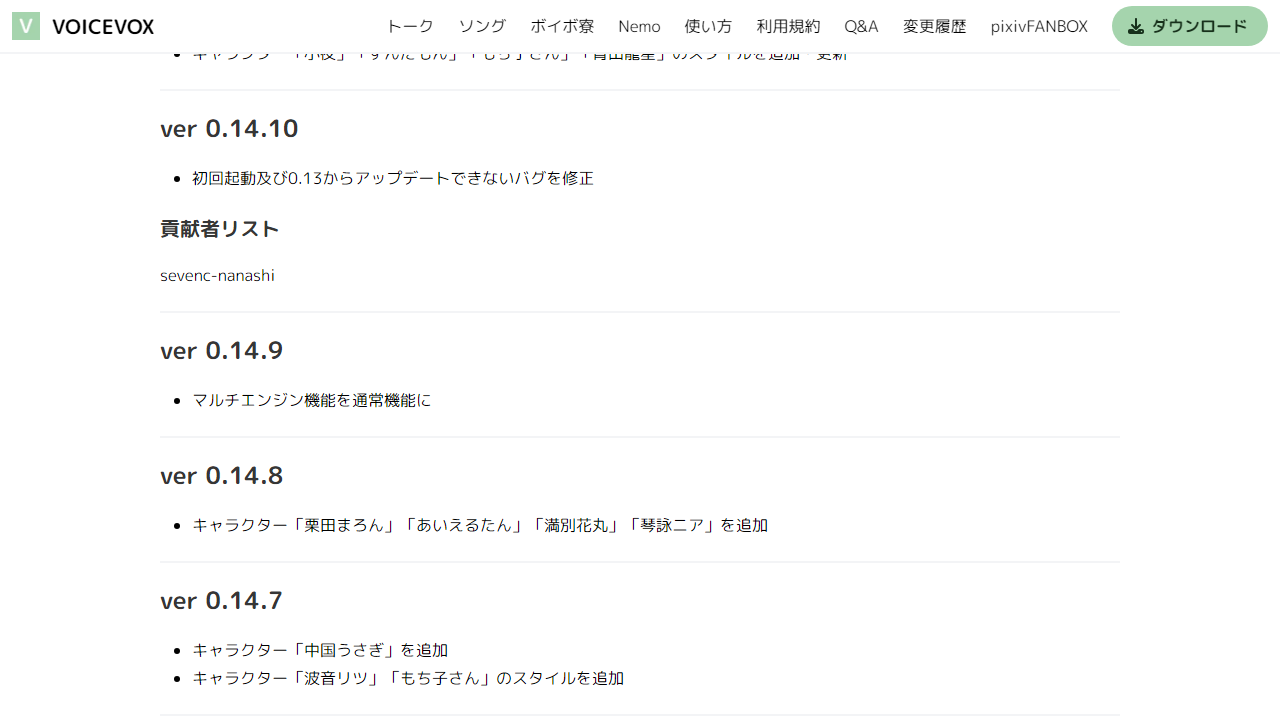 VOICEVOX
トーク ソング ボイボ寮 Nemo 使い方 利用規約 Q&A 変更履歴 pixivFANBOX ダウンロード
ver 0.14.10
初回起動及び0.13からアップデートできないバグを修正
貢献者リスト
sevenc-nanashi
ver 0.14.9
マルチエンジン機能を通常機能に
ver 0.14.8
キャラクター「栗田まろん」「あいえるたん」「満別花丸」「琴詠ニア」を追加
ver 0.14.7
キャラクター「中国うさぎ」を追加
キャラクター「波音リツ」「もち子さん」のスタイルを追加